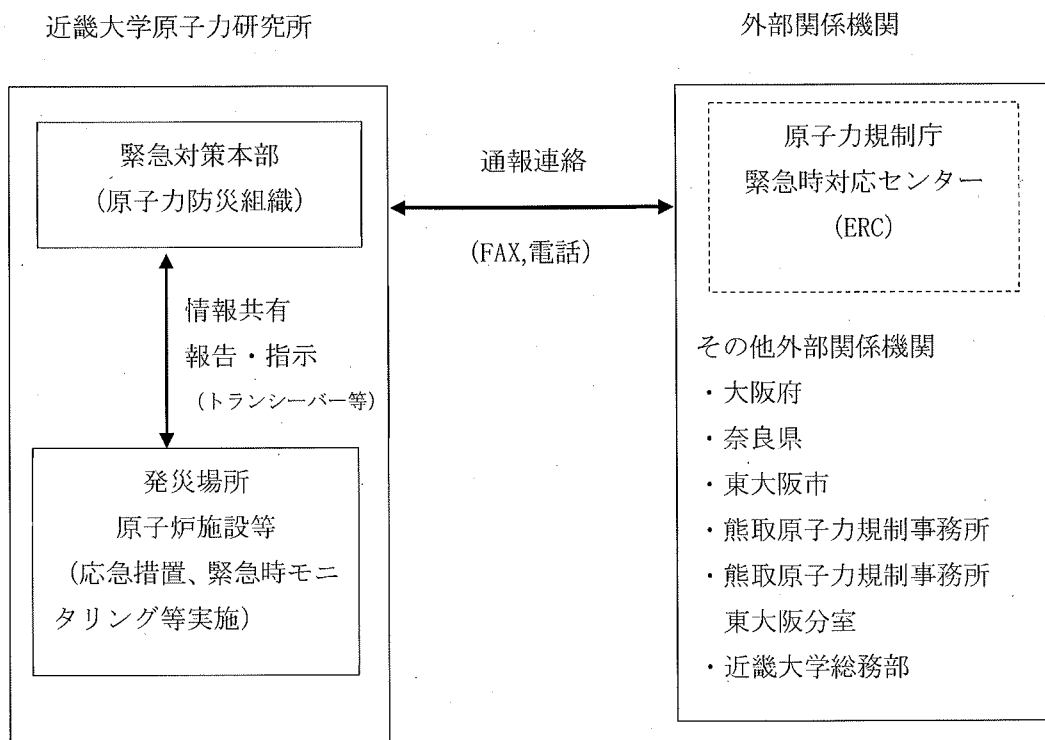 近畿大学原子力研究所
外部関係機関
緊急対策本部
(原子力防災組織)
情報共有
報告・指示
(トランシーバー等)
発災場所
原子炉施設等
(応急措置、緊急時モニ
タリング等実施)
通報連絡
(FAX,電話)
原子力規制庁
緊急時対応センター
(ERC)
その他外部関係機関
・大阪府
・奈良県
・東大阪市
・熊取原子力規制事務所
・熊取原子力規制事務所
東大阪分室
・近畿大学総務部